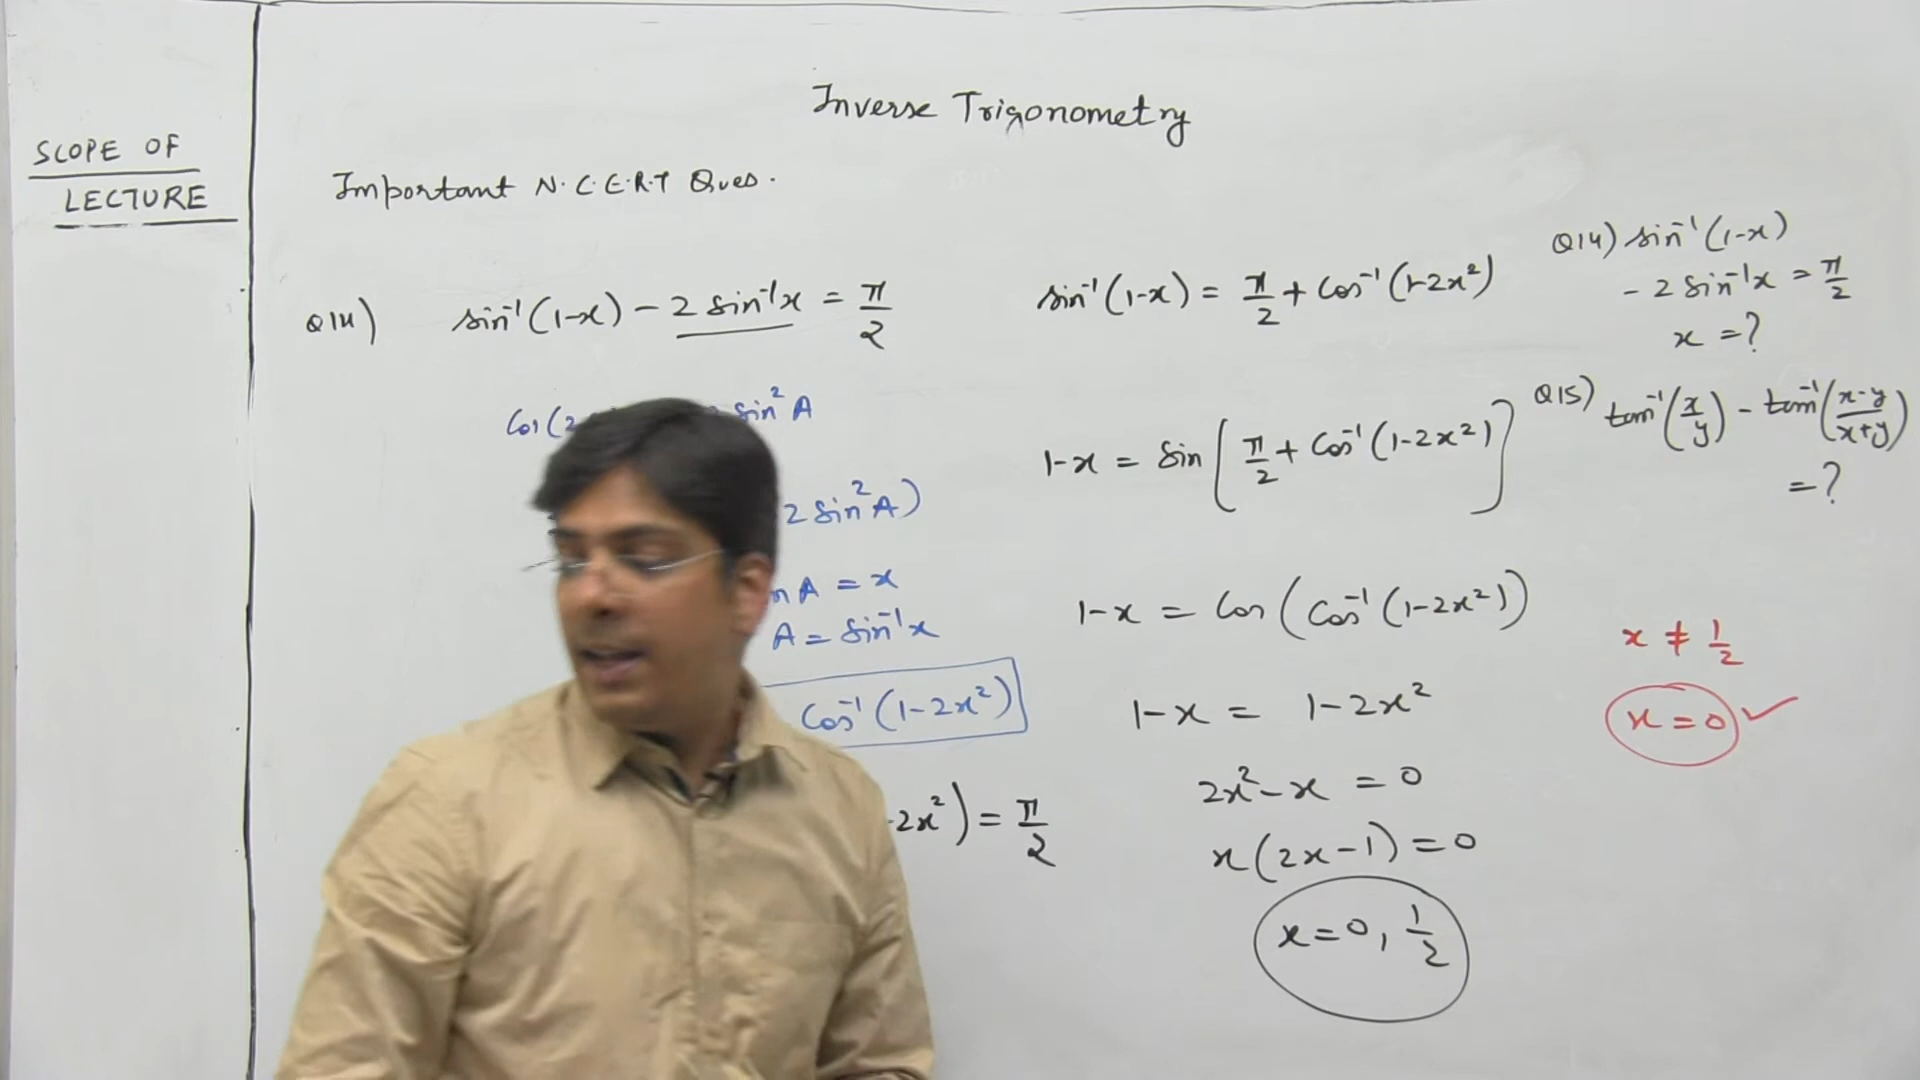 Inverse Trigonometry
SCOPE OF
LECTURE
Important N.C.E.R.T Ques.
Q14) sin⁻¹(1-x) - 2 sin⁻¹x = π/2
Cos(2 sin²A
2 sin²A)
A = x
A = sin⁻¹x
Cos⁻¹(1-2x²)
2x²) = π/2
sin⁻¹(1-x) = π/2 + Cos⁻¹(1-2x²)
1-x = Sin[π/2 + Cos⁻¹(1-2x²)]
1-x = Cos(Cos⁻¹(1-2x²))
1-x = 1-2x²
2x²-x = 0
x(2x-1) = 0
x=0, 1/2
Q14) sin⁻¹(1-x)
- 2 sin⁻¹x = π/2
x = ?
Q15) tan⁻¹(x/y) - tan⁻¹(x-y/x+y)
= ?
x ≠ 1/2
x = 0 ✓